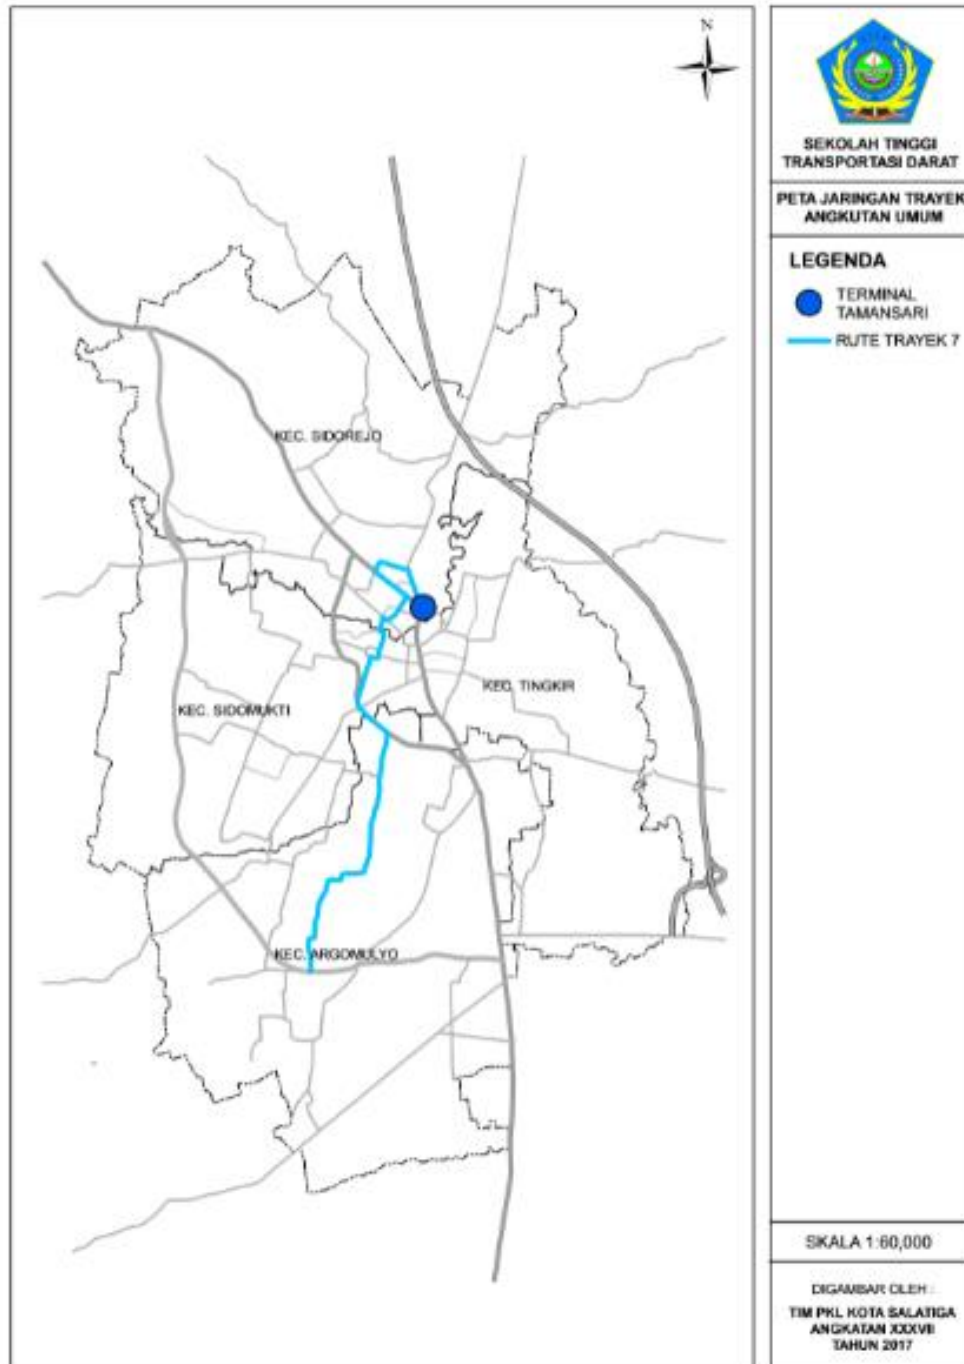 N
SEKOLAH TINGGI
TRANSPORTASI DARAT
PETA JARINGAN TRAYEK
ANGKUTAN UMUM
LEGENDA
TERMINAL
TAMANSARI
RUTE TRAYEK 7
KEC. SIDOREJO
KEC. TINGKIR
KEC. SIDOMUKTI
KEC. ARGOMULYO
SKALA 1:60,000
DIGAMBAR OLEH :
TIM PKL KOTA SALATIGA
ANGKATAN XXXVII
TAHUN 2017